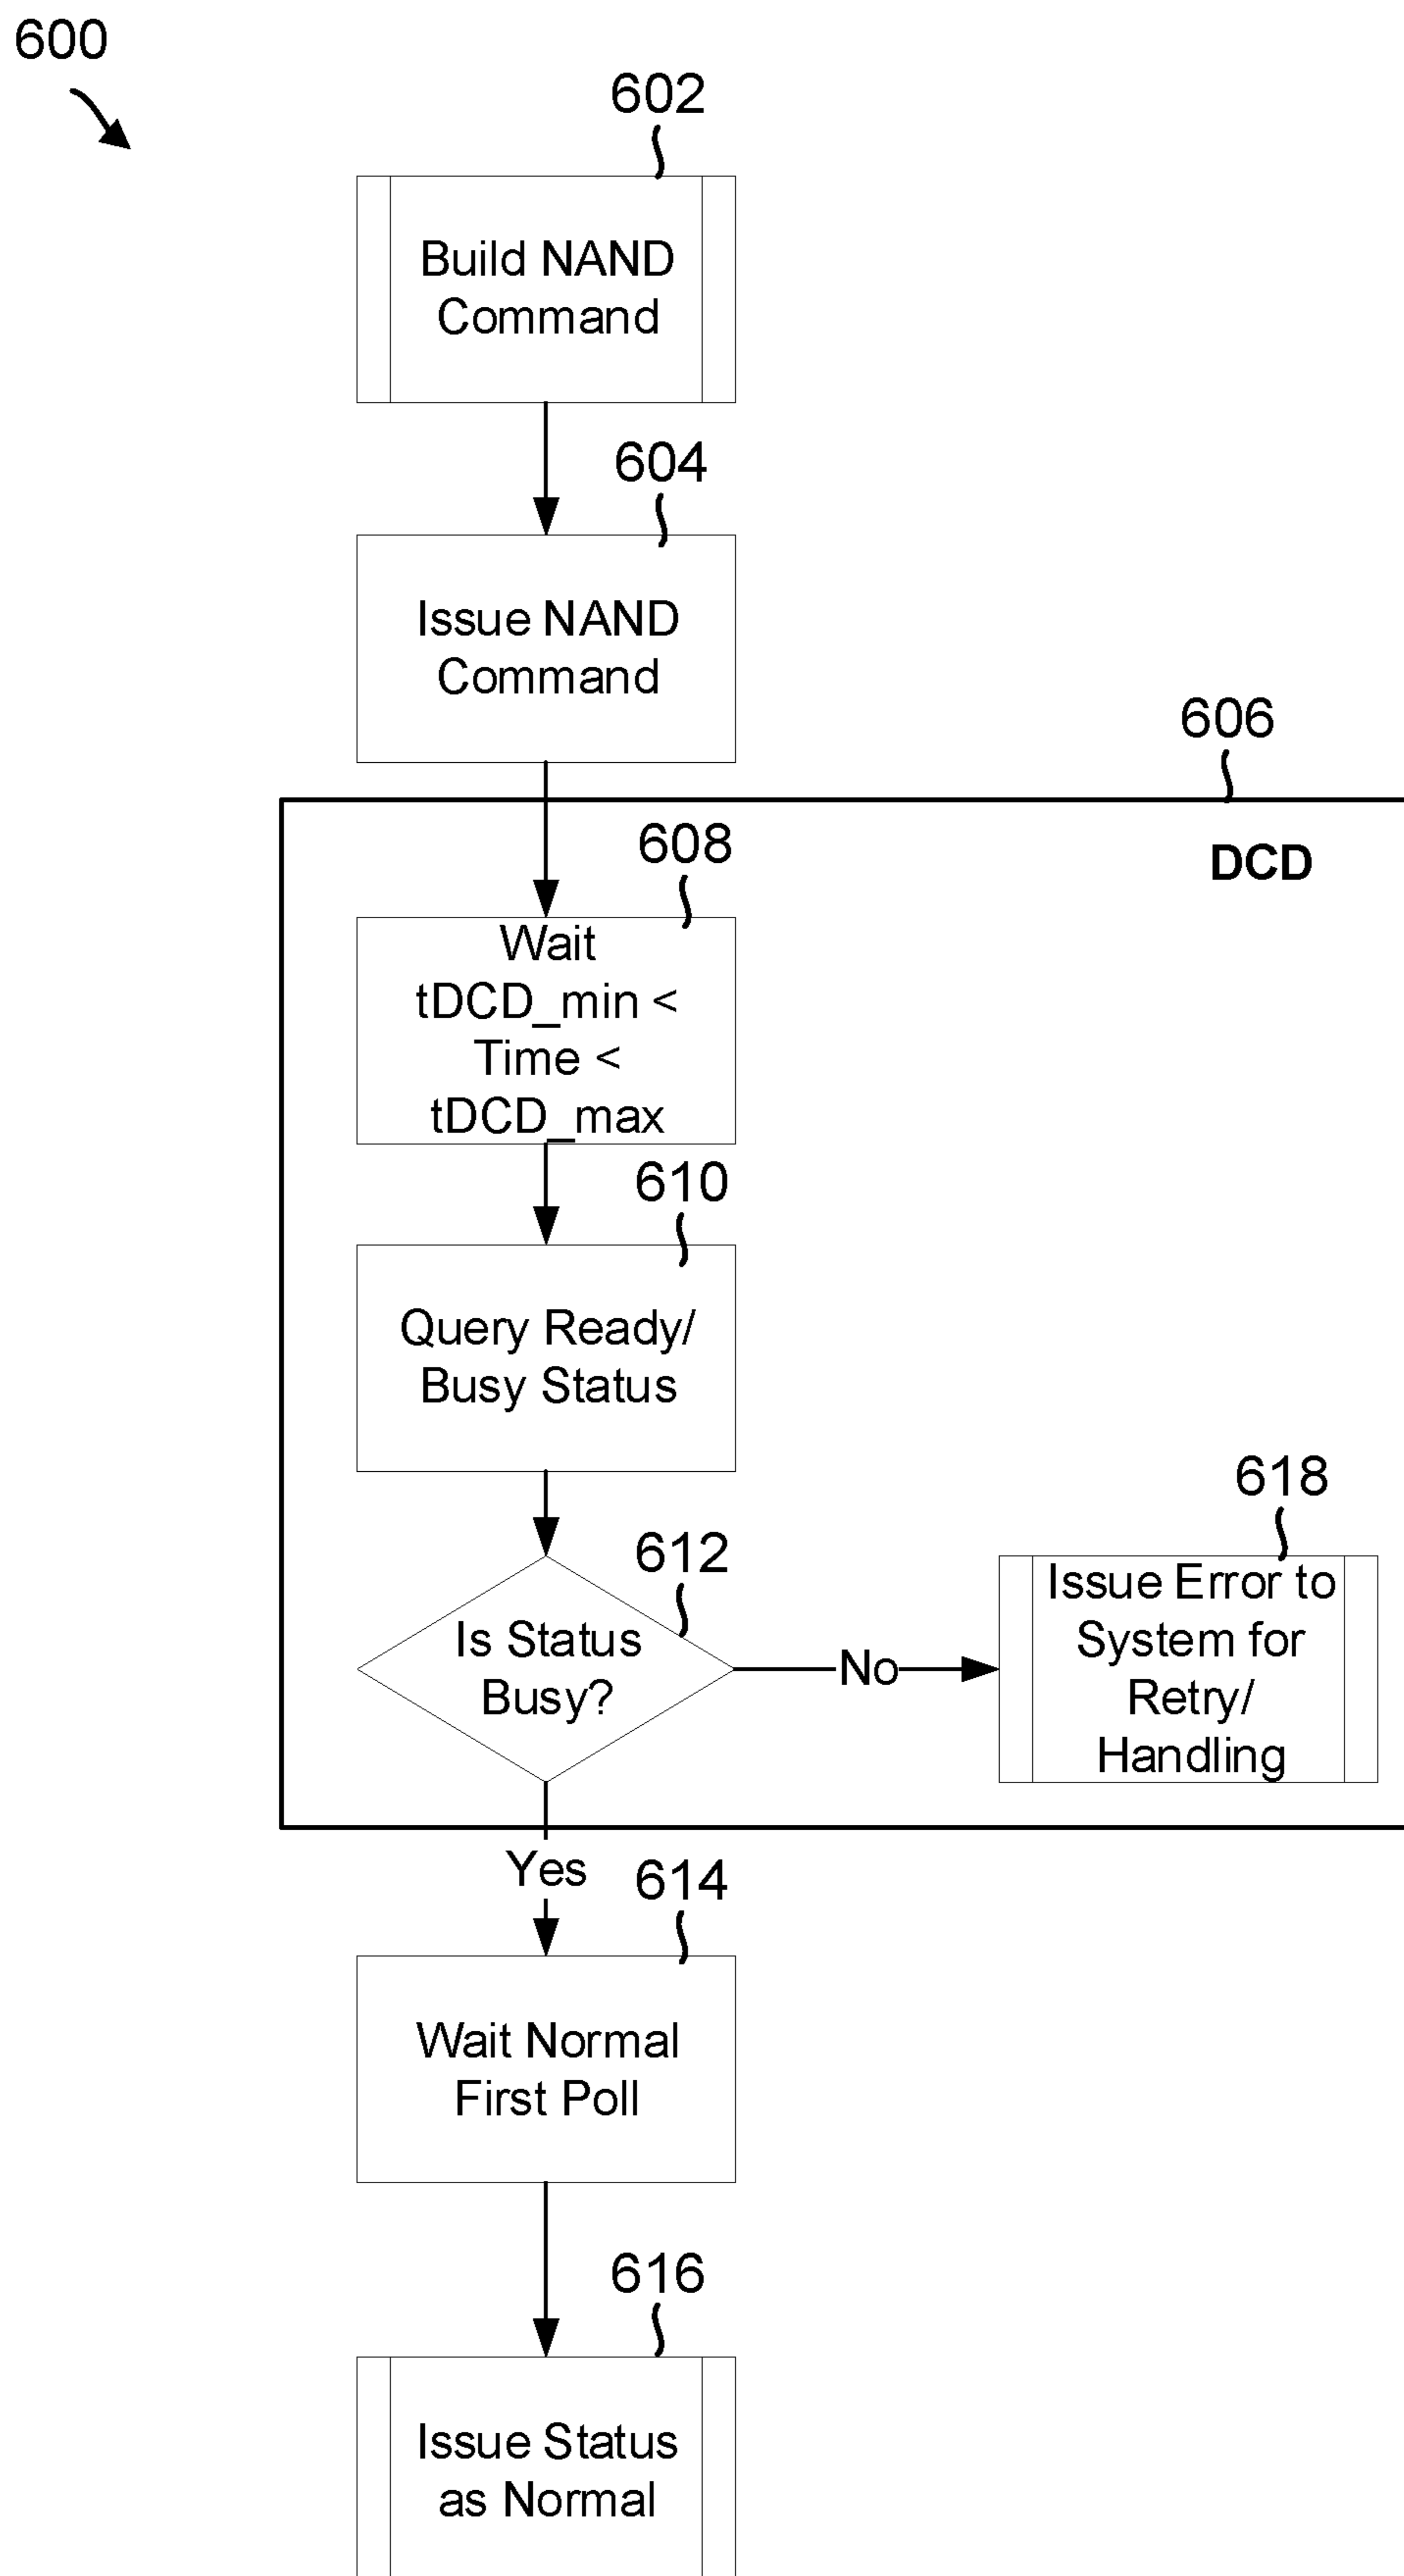 600
602
Build NAND
Command
604
Issue NAND
Command
606
DCD
608
Wait
tDCD_min <
Time <
tDCD_max
610
Query Ready/
Busy Status
612
Is Status
Busy?
No
618
Issue Error to
System for
Retry/
Handling
Yes
614
Wait Normal
First Poll
616
Issue Status
as Normal